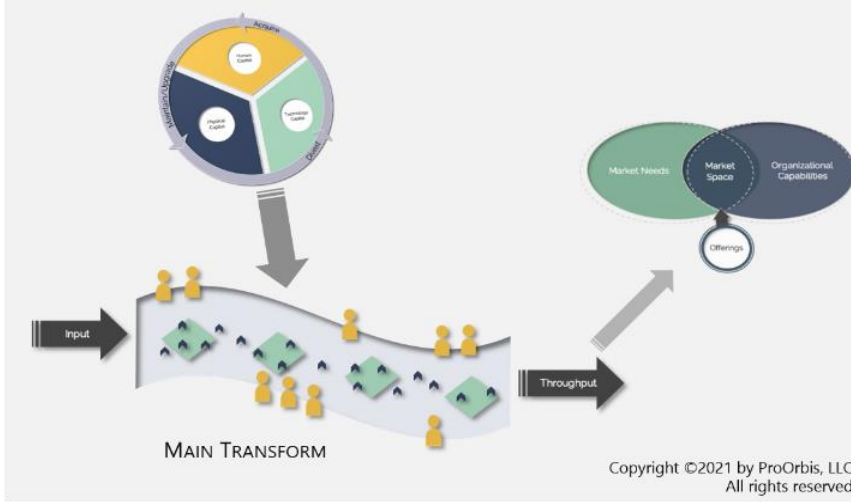 Acquire
Human
Capital
Maintain/Upgrade
Physical
Capital
Technology
Capital
Divest
Market Needs
Market
Space
Organizational
Capabilities
Offerings
Input
Throughput
MAIN TRANSFORM
Copyright ©2021 by ProOrbis, LLC
All rights reserved